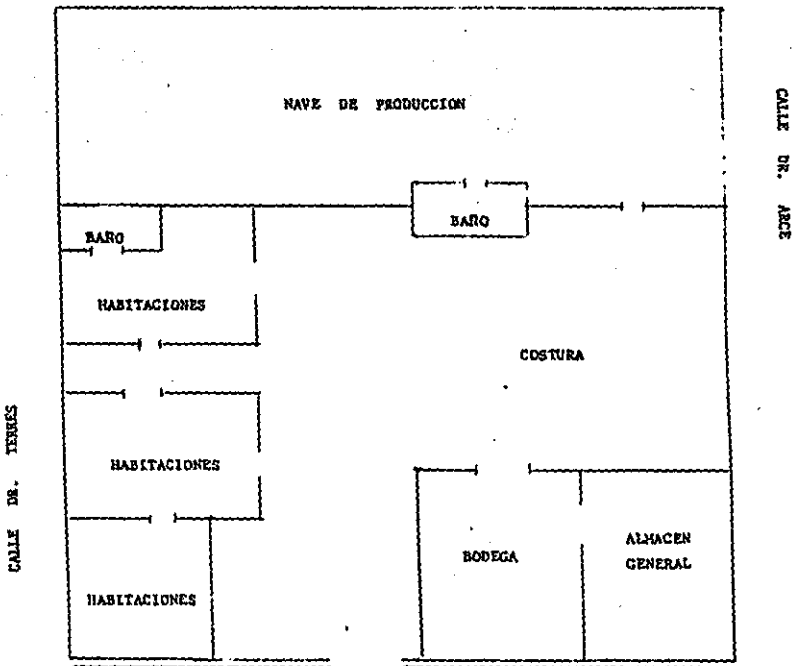 NAVE DE PRODUCCION
CALLE DR. ARCE
BAÑO
BAÑO
HABITACIONES
COSTURA
CALLE DR. TERRES
HABITACIONES
BODEGA
ALMACEN
GENERAL
HABITACIONES